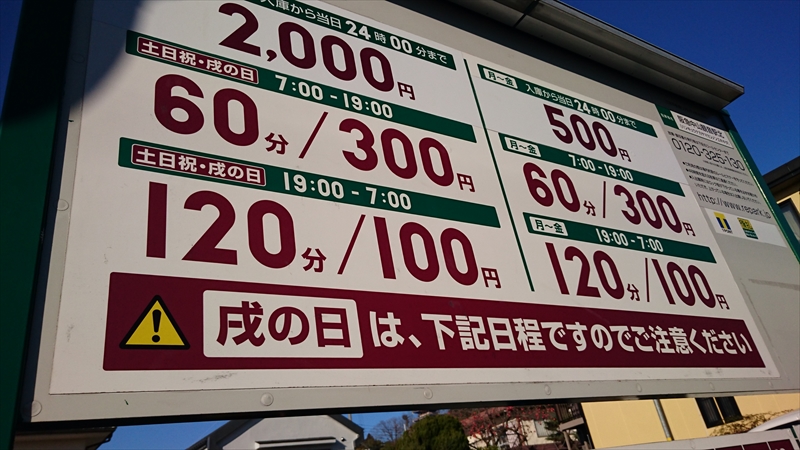 入庫から当日24時00分まで
2,000円
土日祝・戌の日 7:00-19:00
60分/300円
土日祝・戌の日 19:00-7:00
120分/100円
月〜金 入庫から当日24時00分まで
500円
月〜金 7:00-19:00
60分/300円
月〜金 19:00-7:00
120分/100円
0120-325-130
http://www.repark.jp
戌の日は、下記日程ですのでご注意ください